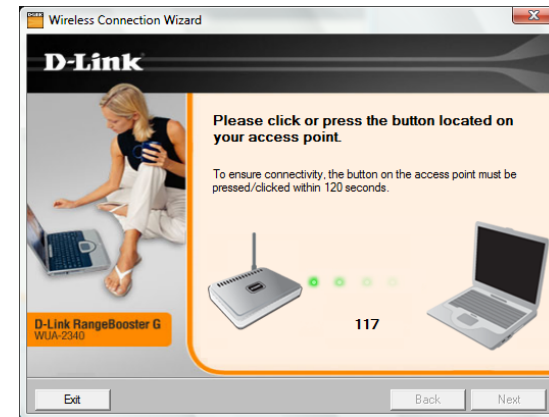 Wireless Connection Wizard
D-Link
Please click or press the button located on
your access point.
To ensure connectivity, the button on the access point must be
pressed/clicked within 120 seconds.
117
D-Link RangeBooster G
WUA-2340
Exit
Back
Next